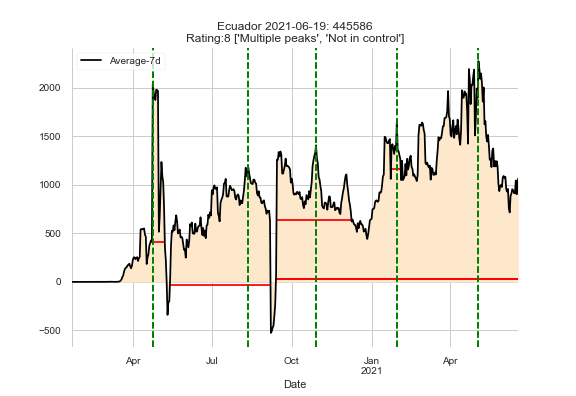 Ecuador 2021-06-19: 445586
Rating:8 ['Multiple peaks', 'Not in control']
Average-7d
2000
1500
1000
500
0
−500
Apr
Jul
Oct
Jan
2021
Apr
Date